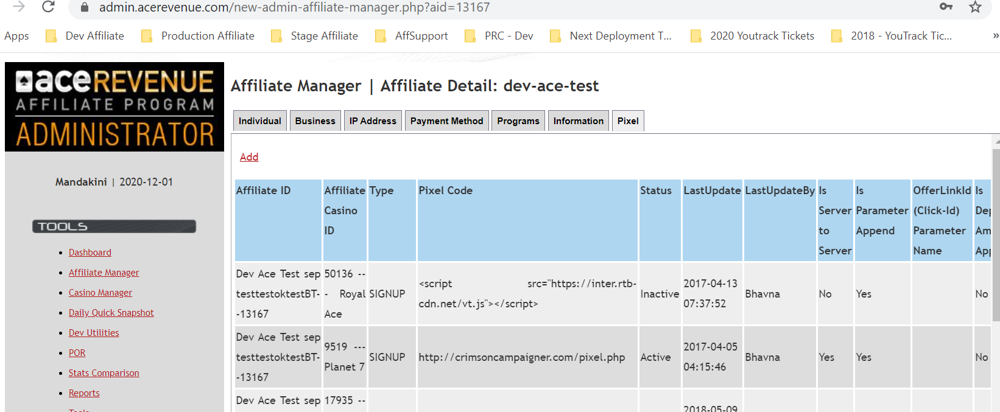 admin.acerevenue.com/new-admin-affiliate-manager.php?aid=13167
Apps Dev Affiliate Production Affiliate Stage Affiliate AffSupport PRC - Dev Next Deployment T... 2020 Youtrack Tickets 2018 - YouTrack Tic... »
aceREVENUE
AFFILIATE PROGRAM
ADMINISTRATOR
Mandakini | 2020-12-01
TOOLS
Dashboard
Affiliate Manager
Casino Manager
Daily Quick Snapshot
Dev Utilities
POR
Stats Comparison
Reports
Affiliate Manager | Affiliate Detail: dev-ace-test
Individual Business IP Address Payment Method Programs Information Pixel
Add
Affiliate ID Affiliate Type Pixel Code Status LastUpdate LastUpdateBy Is Is OfferLinkId Is
Casino Server Parameter (Click-Id) Dep
ID to Append Parameter Am
Server Name App
Dev Ace Test sep 50136 --
testtestoktestBT- - Royal SIGNUP <script src="https://inter.rtb- Inactive 2017-04-13 Bhavna No Yes No
-13167 Ace cdn.net/vt.js"></script> 07:37:52
Dev Ace Test sep 9519 --- 2017-04-05
testtestoktestBT- Planet 7 SIGNUP http://crimsoncampaigner.com/pixel.php Active 04:15:46 Bhavna Yes Yes No
-13167
Dev Ace Test sep 17935 --
2018-05-09